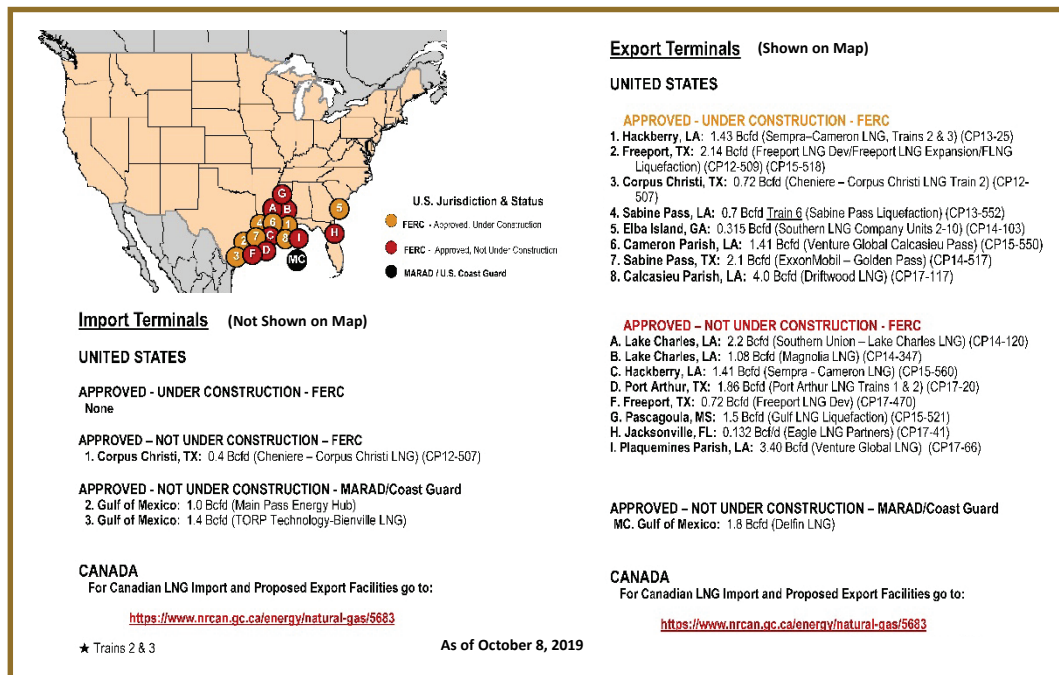 G
A
B
4
6
1
5
2
7
C
8
I
H
3
F
D
MC
U.S. Jurisdiction & Status
FERC - Approved, Under Construction
FERC - Approved, Not Under Construction
MARAD / U.S. Coast Guard
Import Terminals (Not Shown on Map)
UNITED STATES
APPROVED - UNDER CONSTRUCTION - FERC
None
APPROVED – NOT UNDER CONSTRUCTION – FERC
1. Corpus Christi, TX: 0.4 Bcfd (Cheniere – Corpus Christi LNG) (CP12-507)
APPROVED - NOT UNDER CONSTRUCTION - MARAD/Coast Guard
2. Gulf of Mexico: 1.0 Bcfd (Main Pass Energy Hub)
3. Gulf of Mexico: 1.4 Bcfd (TORP Technology-Bienville LNG)
CANADA
For Canadian LNG Import and Proposed Export Facilities go to:
https://www.nrcan.gc.ca/energy/natural-gas/5683
★ Trains 2 & 3
As of October 8, 2019
Export Terminals (Shown on Map)
UNITED STATES
APPROVED - UNDER CONSTRUCTION - FERC
1. Hackberry, LA: 1.43 Bcfd (Sempra–Cameron LNG, Trains 2 & 3) (CP13-25)
2. Freeport, TX: 2.14 Bcfd (Freeport LNG Dev/Freeport LNG Expansion/FLNG
Liquefaction) (CP12-509) (CP15-518)
3. Corpus Christi, TX: 0.72 Bcfd (Cheniere – Corpus Christi LNG Train 2) (CP12-
507)
4. Sabine Pass, LA: 0.7 Bcfd Train 6 (Sabine Pass Liquefaction) (CP13-552)
5. Elba Island, GA: 0.315 Bcfd (Southern LNG Company Units 2-10) (CP14-103)
6. Cameron Parish, LA: 1.41 Bcfd (Venture Global Calcasieu Pass) (CP15-550)
7. Sabine Pass, TX: 2.1 Bcfd (ExxonMobil – Golden Pass) (CP14-517)
8. Calcasieu Parish, LA: 4.0 Bcfd (Driftwood LNG) (CP17-117)
APPROVED – NOT UNDER CONSTRUCTION - FERC
A. Lake Charles, LA: 2.2 Bcfd (Southern Union – Lake Charles LNG) (CP14-120)
B. Lake Charles, LA: 1.08 Bcfd (Magnolia LNG) (CP14-347)
C. Hackberry, LA: 1.41 Bcfd (Sempra - Cameron LNG) (CP15-560)
D. Port Arthur, TX: 1.86 Bcfd (Port Arthur LNG Trains 1 & 2) (CP17-20)
F. Freeport, TX: 0.72 Bcfd (Freeport LNG Dev) (CP17-470)
G. Pascagoula, MS: 1.5 Bcfd (Gulf LNG Liquefaction) (CP15-521)
H. Jacksonville, FL: 0.132 Bcf/d (Eagle LNG Partners) (CP17-41)
I. Plaquemines Parish, LA: 3.40 Bcfd (Venture Global LNG) (CP17-66)
APPROVED – NOT UNDER CONSTRUCTION – MARAD/Coast Guard
MC. Gulf of Mexico: 1.8 Bcfd (Delfin LNG)
CANADA
For Canadian LNG Import and Proposed Export Facilities go to:
https://www.nrcan.gc.ca/energy/natural-gas/5683